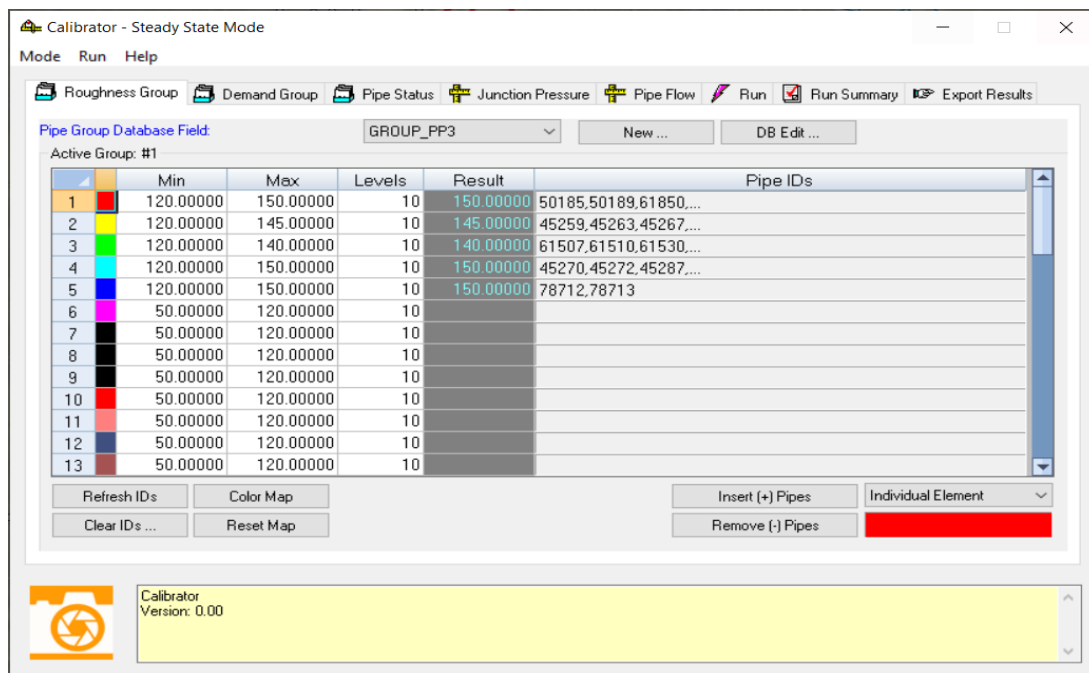 Calibrator - Steady State Mode
Mode Run Help
Roughness Group Demand Group Pipe Status Junction Pressure Pipe Flow Run Run Summary Export Results
Pipe Group Database Field: GROUP_PP3 New ... DB Edit ...
Active Group: #1
Min Max Levels Result Pipe IDs
1 120.00000 150.00000 10 150.00000 50185,50189,61850,...
2 120.00000 145.00000 10 145.00000 45259,45263,45267,...
3 120.00000 140.00000 10 140.00000 61507,61510,61530,...
4 120.00000 150.00000 10 150.00000 45270,45272,45287,...
5 120.00000 150.00000 10 150.00000 78712,78713
6 50.00000 120.00000 10
7 50.00000 120.00000 10
8 50.00000 120.00000 10
9 50.00000 120.00000 10
10 50.00000 120.00000 10
11 50.00000 120.00000 10
12 50.00000 120.00000 10
13 50.00000 120.00000 10
Refresh IDs Color Map Insert (+) Pipes Individual Element
Clear IDs ... Reset Map Remove (-) Pipes
Calibrator
Version: 0.00